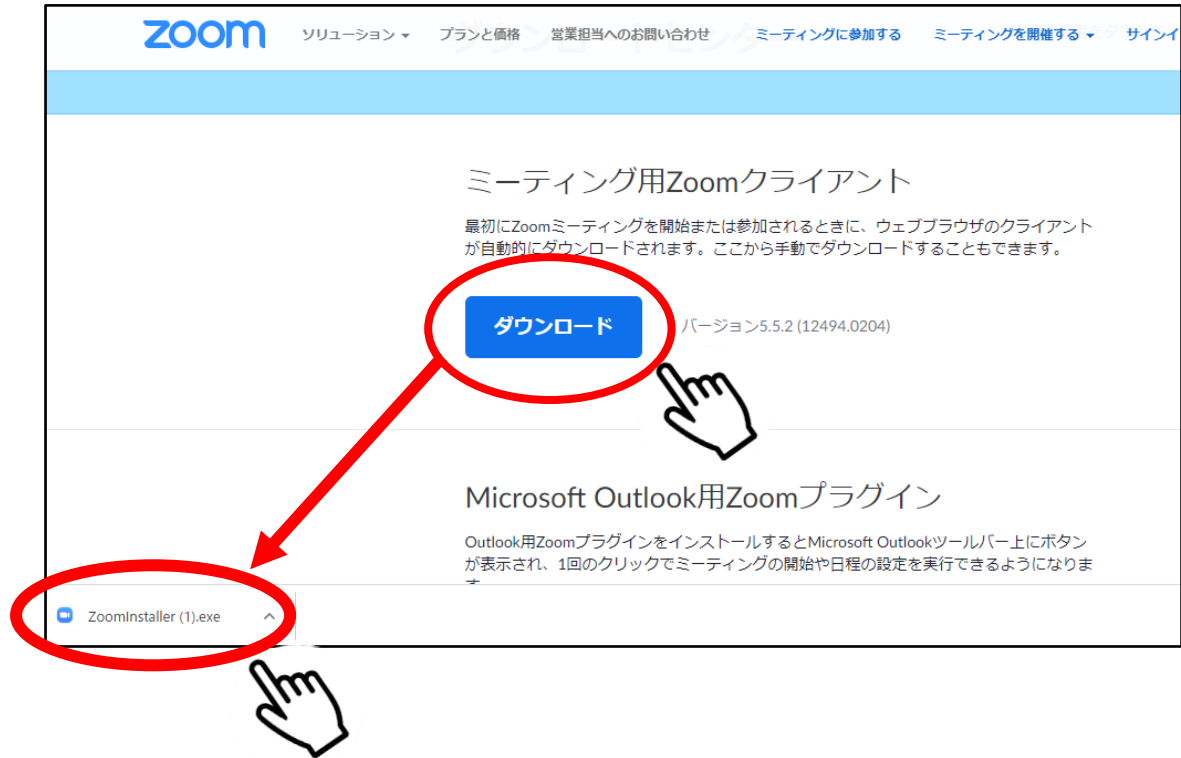 zoom ソリューション プランと価格 営業担当へのお問い合わせ ミーティングに参加する ミーティングを開催する サインイ
ミーティング用Zoomクライアント
最初にZoomミーティングを開始または参加されるときに、ウェブブラウザのクライアント
が自動的にダウンロードされます。ここから手動でダウンロードすることもできます。
ダウンロード バージョン5.5.2 (12494.0204)
Microsoft Outlook用Zoomプラグイン
Outlook用ZoomプラグインをインストールするとMicrosoft Outlookツールバー上にボタン
が表示され、1回のクリックでミーティングの開始や日程の設定を実行できるようになりま
ZoomInstaller (1).exe